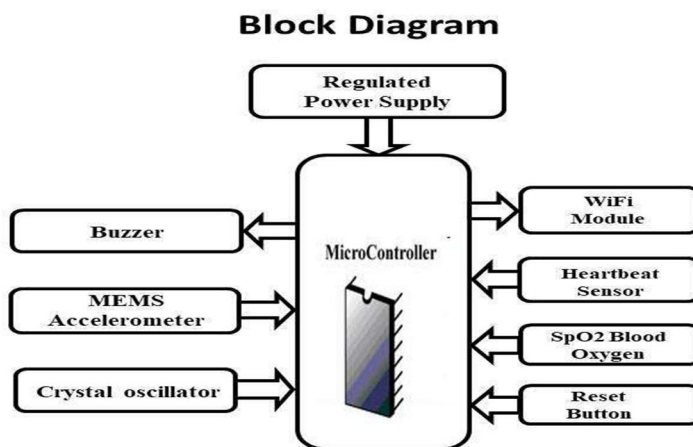 Block Diagram
Regulated
Power Supply
Buzzer
MEMS
Accelerometer
Crystal oscillator
MicroController
WiFi
Module
Heartbeat
Sensor
SpO2 Blood
Oxygen
Reset
Button